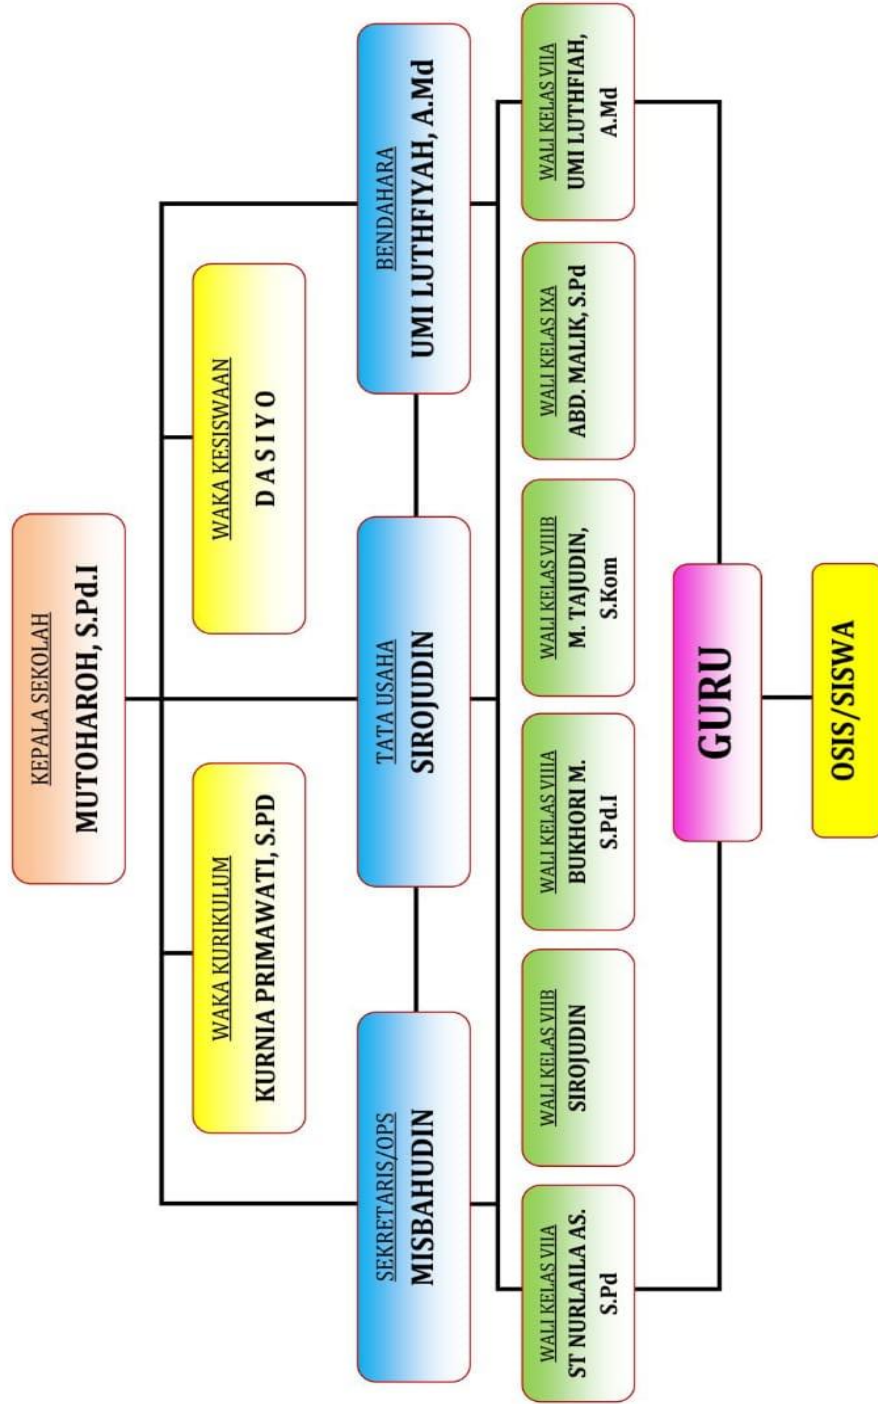 KEPALA SEKOLAH
MUTOHAROH, S.Pd.I
WAKA KURIKULUM
KURNIA PRIMAWATI, S.PD
WAKA KESISWAAN
D A S I Y O
SEKRETARIS/OPS
MISBAHUDIN
TATA USAHA
SIROJUDIN
BENDAHARA
UMI LUTHFIYAH, A.Md
WALI KELAS VIIA
ST NURLAILA AS.
S.Pd
WALI KELAS VIIB
SIROJUDIN
WALI KELAS VIIIA
BUKHORI M.
S.Pd.I
WALI KELAS VIIIB
M. TAJUDIN,
S.Kom
WALI KELAS IXA
ABD. MALIK, S.Pd
WALI KELAS VIIA
UMI LUTHFIAH,
A.Md
GURU
OSIS/SISWA